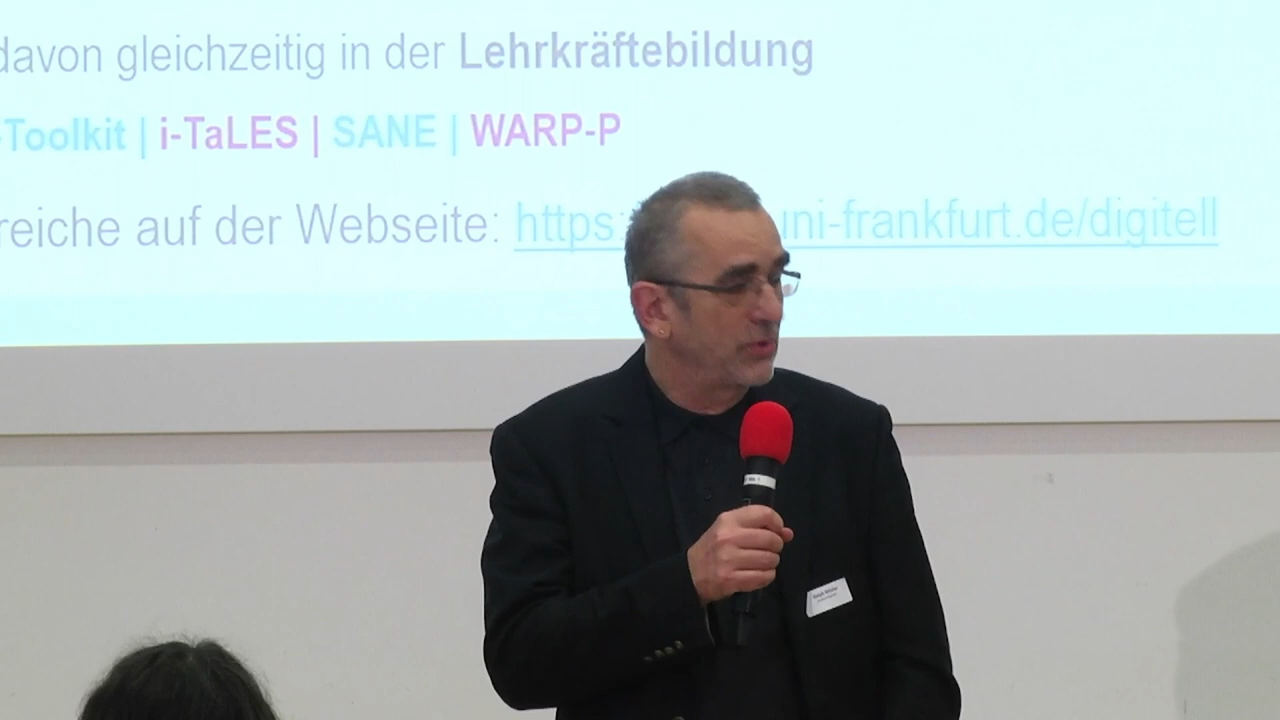 davon gleichzeitig in der Lehrkräftebildung
-Toolkit | i-TaLES | SANE | WARP-P
reiche auf der Webseite: https: uni-frankfurt.de/digitell